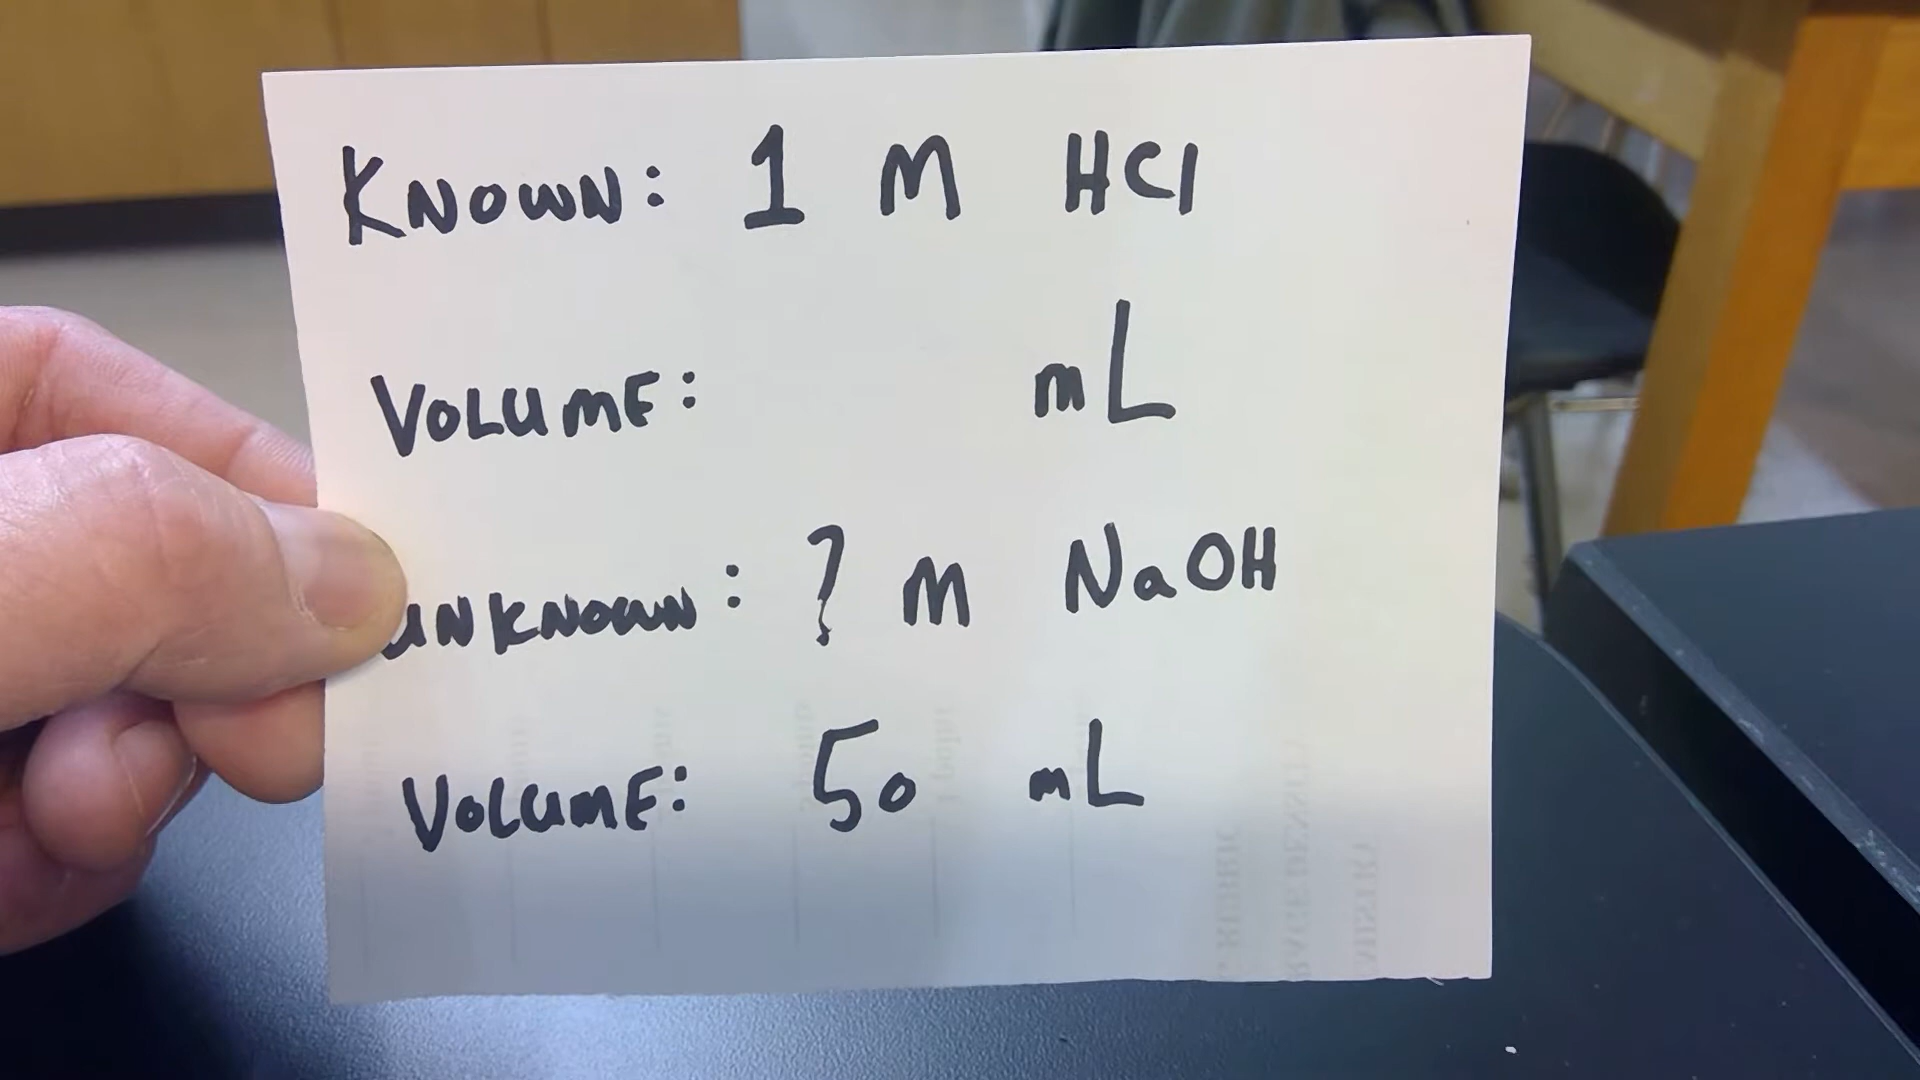 KNOWN: 1 M HCl
VOLUME: mL
UNKNOWN: ? M NaOH
VOLUME: 50 mL